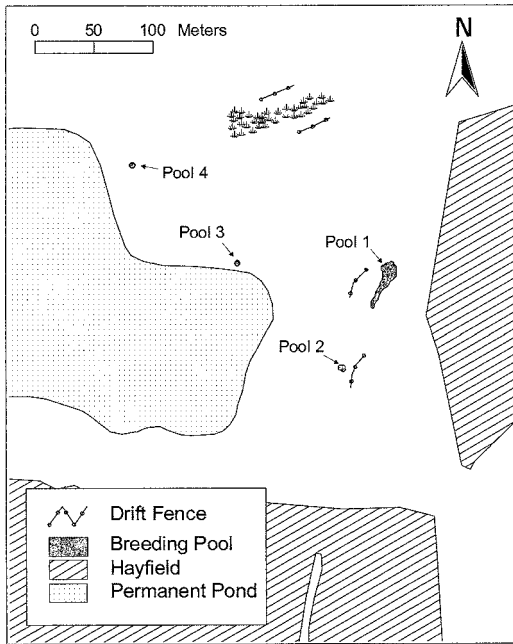 0 50 100 Meters
N
Pool 4
Pool 3
Pool 1
Pool 2
Drift Fence
Breeding Pool
Hayfield
Permanent Pond